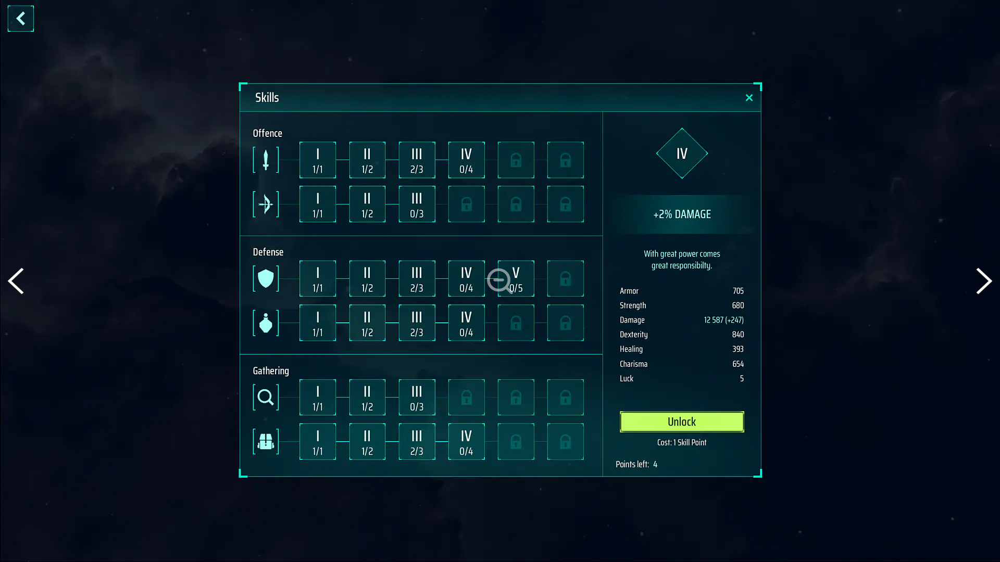 Skills
Offence
I II III IV
1/1 1/2 2/3 0/4
I II III
1/1 1/2 0/3
Defense
I II III IV V
1/1 1/2 2/3 0/4 0/5
I II III IV
1/1 1/2 2/3 0/4
Gathering
I II III
1/1 1/2 0/3
I II III IV
1/1 1/2 2/3 0/4
IV
+2% DAMAGE
With great power comes
great responsibilty.
Armor 705
Strength 680
Damage 12 587 (+247)
Dexterity 840
Healing 393
Charisma 654
Luck 5
Unlock
Cost: 1 Skill Point
Points left: 4